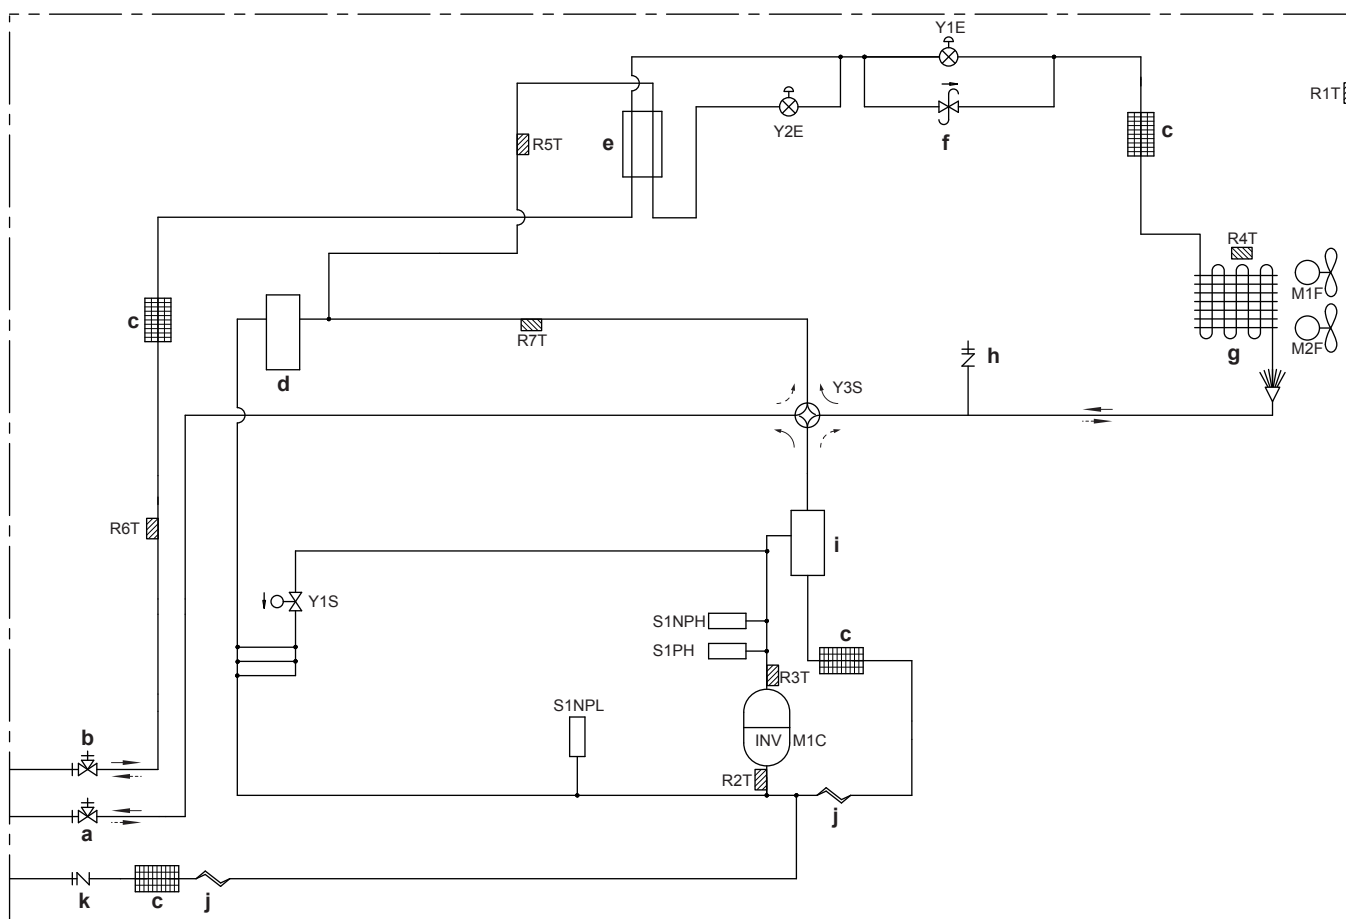 Y1E
R1T
Y2E
f
c
R5T
e
R4T
M1F
M2F
g
c
R7T
d
h
Y3S
R6T
i
Y1S
S1NPH
S1PH
c
R3T
S1NPL
INV
M1C
R2T
b
a
j
k
c
j